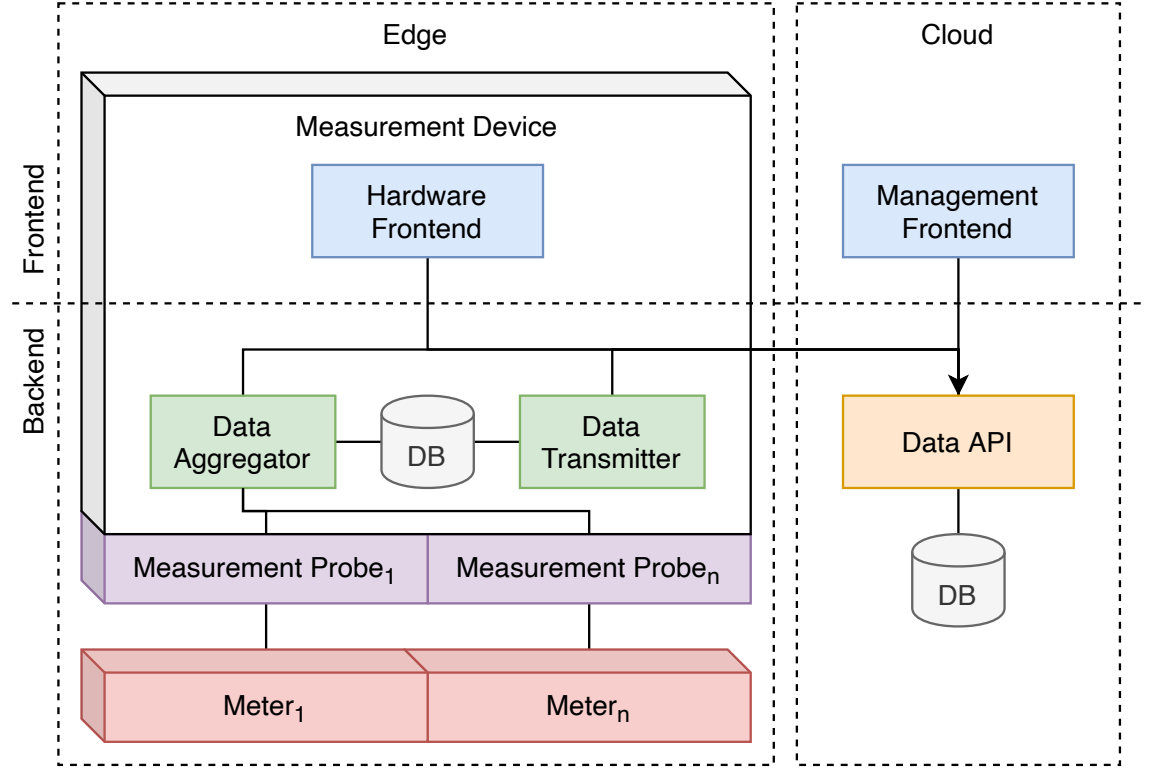 Edge
Cloud
Measurement Device
Frontend
Hardware
Frontend
Management
Frontend
Backend
Data
Aggregator
DB
Data
Transmitter
Data API
Measurement Probe₁
Measurement Probeₙ
DB
Meter₁
Meterₙ